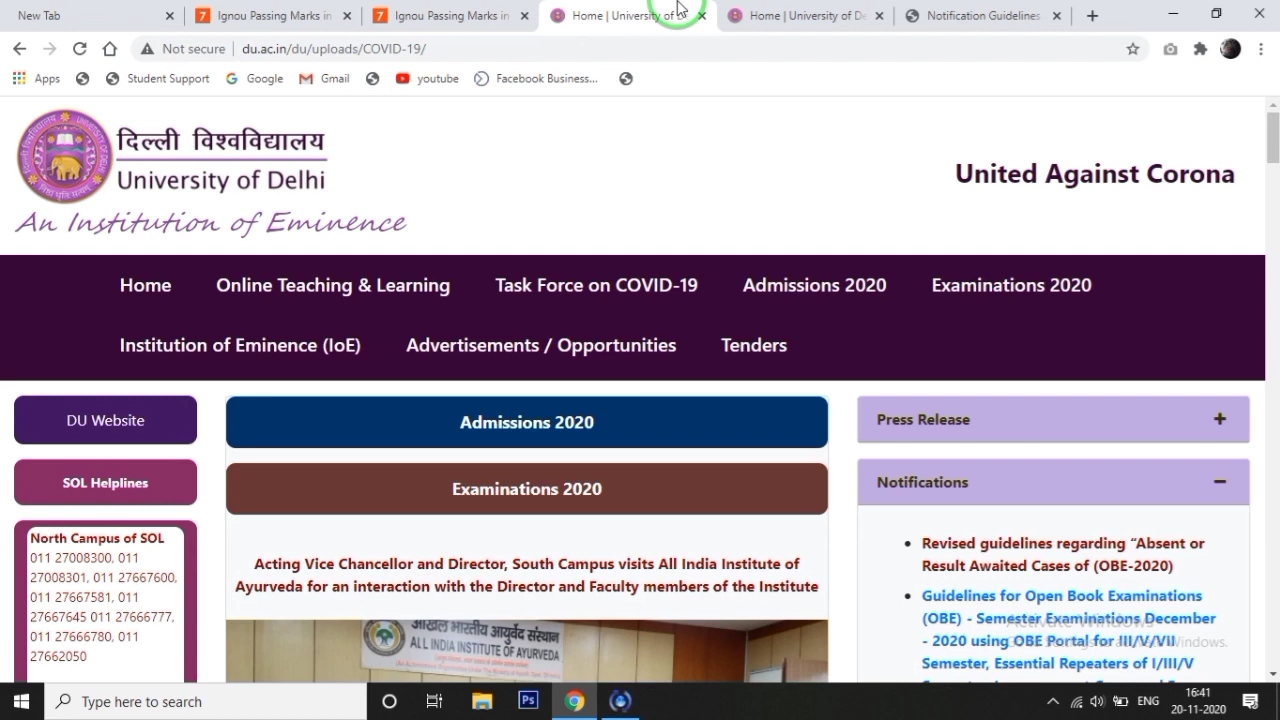 New Tab
Ignou Passing Marks in
Ignou Passing Marks in
Home | University of D
Home | University of De
Notification Guidelines
Not secure
du.ac.in/du/uploads/COVID-19/
Apps
Student Support
Google
Gmail
youtube
Facebook Business...
दिल्ली विश्वविद्यालय
University of Delhi
An Institution of Eminence
United Against Corona
Home
Online Teaching & Learning
Task Force on COVID-19
Admissions 2020
Examinations 2020
Institution of Eminence (IoE)
Advertisements / Opportunities
Tenders
DU Website
SOL Helplines
North Campus of SOL
011 27008300, 011
27008301, 011 27667600,
011 27667581, 011
27667645 011 27666777,
011 27666780, 011
27662050
Admissions 2020
Examinations 2020
Acting Vice Chancellor and Director, South Campus visits All India Institute of
Ayurveda for an interaction with the Director and Faculty members of the Institute
अखिल भारतीय आयुर्वेद संस्थान
ALL INDIA INSTITUTE OF
AYURVEDA
Press Release
Notifications
Revised guidelines regarding “Absent or
Result Awaited Cases of (OBE-2020)
Guidelines for Open Book Examinations
(OBE) - Semester Examinations December
- 2020 using OBE Portal for III/V/VII
Semester, Essential Repeaters of I/III/V
Activate Windows
Go to Settings to activate Windows.
Type here to search
Ps
ENG
16:41
20-11-2020